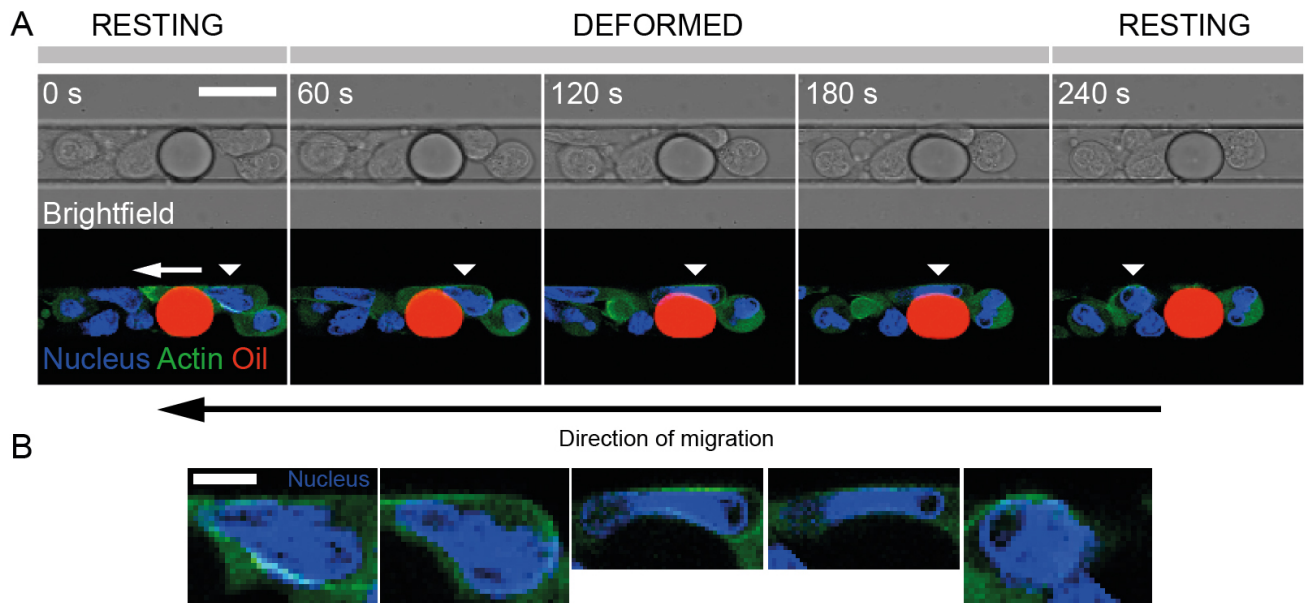 A
RESTING DEFORMED RESTING
0 s 60 s 120 s 180 s 240 s
Brightfield
Nucleus Actin Oil
Direction of migration
B
Nucleus